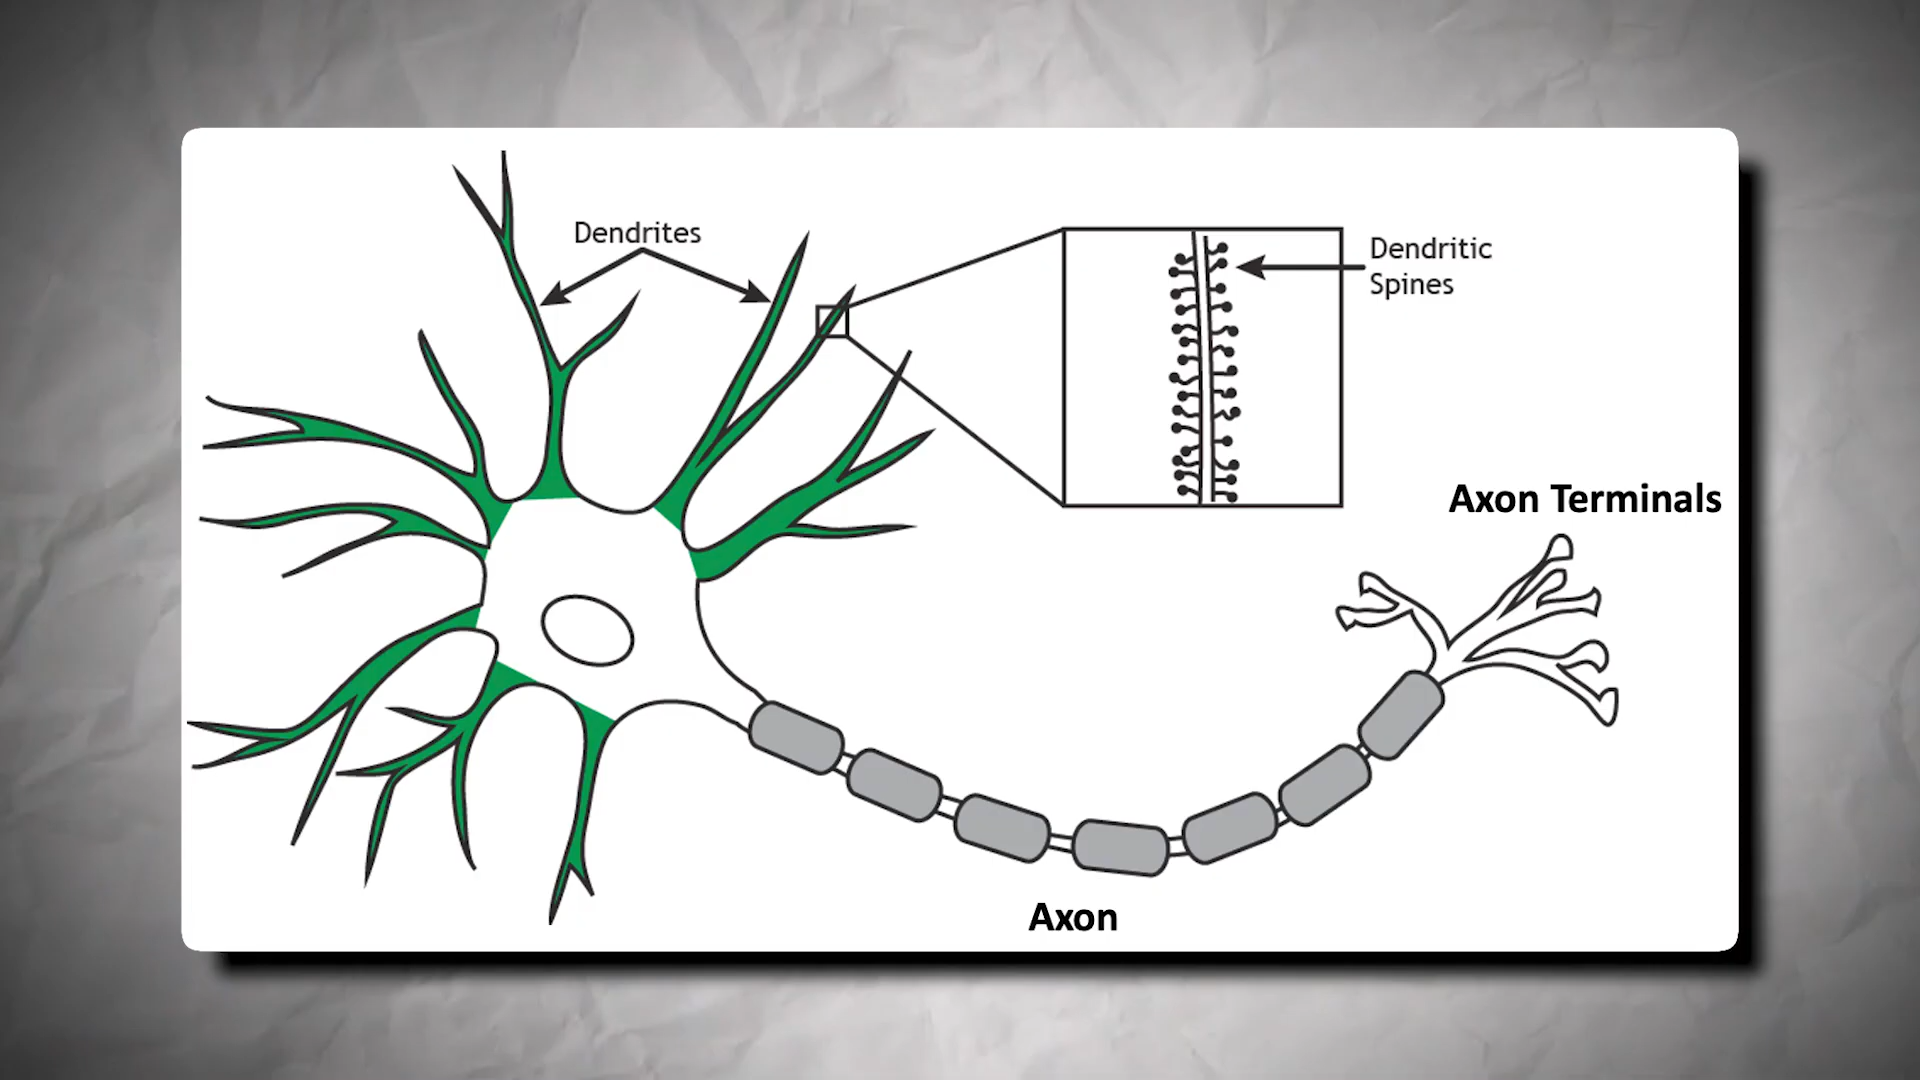 Dendrites
Dendritic
Spines
Axon Terminals
Axon